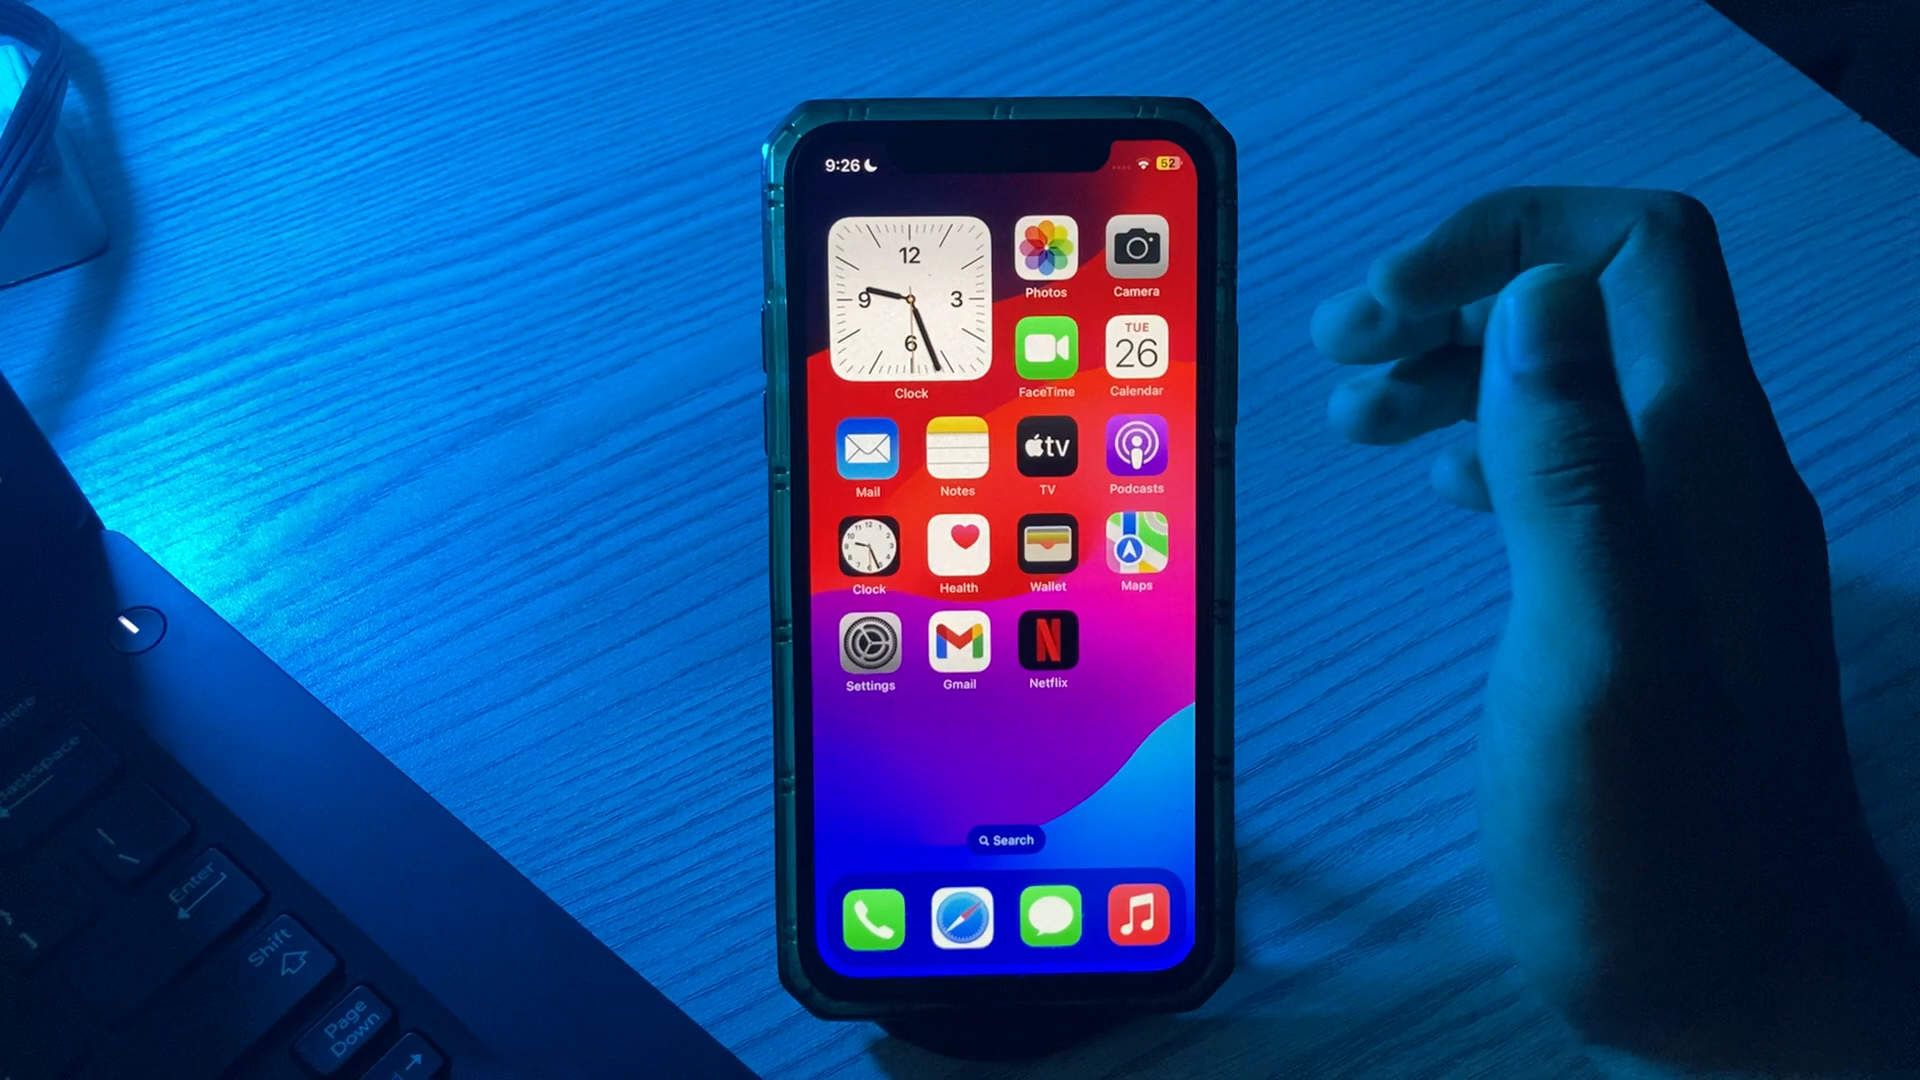 9:26
52
12
9
3
6
Clock
Photos
Camera
FaceTime
TUE
26
Calendar
Mail
Notes
tv
TV
Podcasts
Clock
Health
Wallet
Maps
Settings
Gmail
N
Netflix
Search
Backspace
Enter
Shift
Page
Down